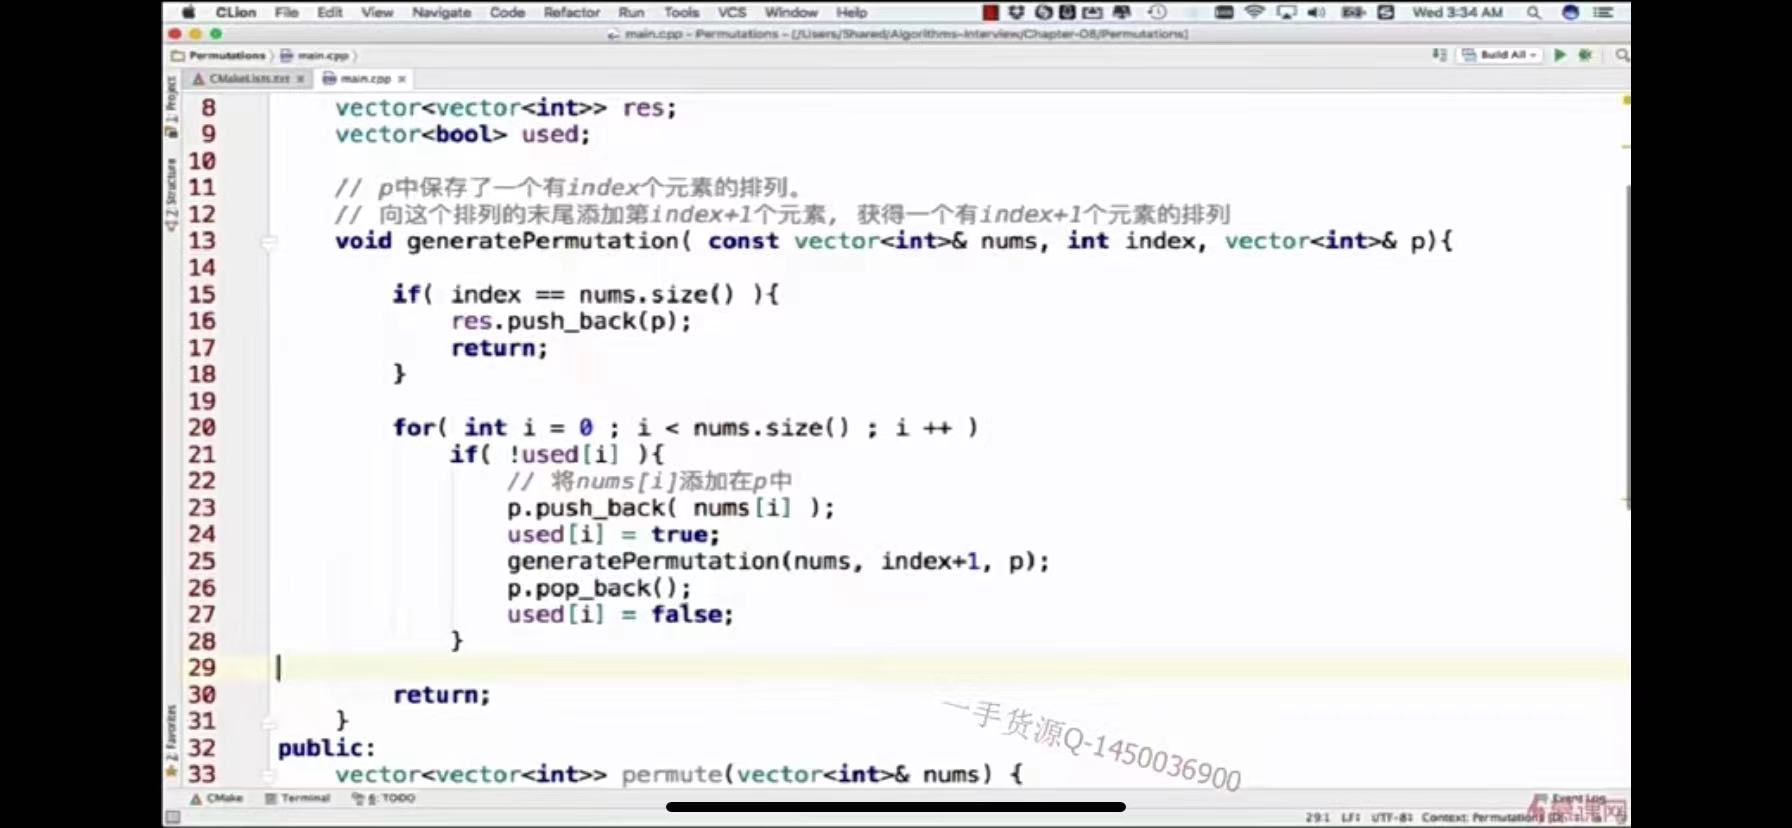 CLion File Edit View Navigate Code Refactor Run Tools VCS Window Help Wed 3:34 AM
main.cpp - Permutations - [/Users/Shared/Algorithms-Interview/Chapter-08/Permutations]
Permutations main.cpp Build All
CMakeLists.txt main.cpp
1: Project
2: Structure
2: Favorites
8 vector<vector<int>> res;
9 vector<bool> used;
10
11 // p中保存了一个有index个元素的排列。
12 // 向这个排列的末尾添加第index+1个元素, 获得一个有index+1个元素的排列
13 void generatePermutation( const vector<int>& nums, int index, vector<int>& p){
14
15 if( index == nums.size() ){
16 res.push_back(p);
17 return;
18 }
19
20 for( int i = 0 ; i < nums.size() ; i ++ )
21 if( !used[i] ){
22 // 将nums[i]添加在p中
23 p.push_back( nums[i] );
24 used[i] = true;
25 generatePermutation(nums, index+1, p);
26 p.pop_back();
27 used[i] = false;
28 }
29
30 return;
31 }
32 public:
33 vector<vector<int>> permute(vector<int>& nums) {
一手货源Q-1450036900
CMake Terminal 6: TODO Event Log
慕课网
29:1 LF: UTF-8: Context: Permutations